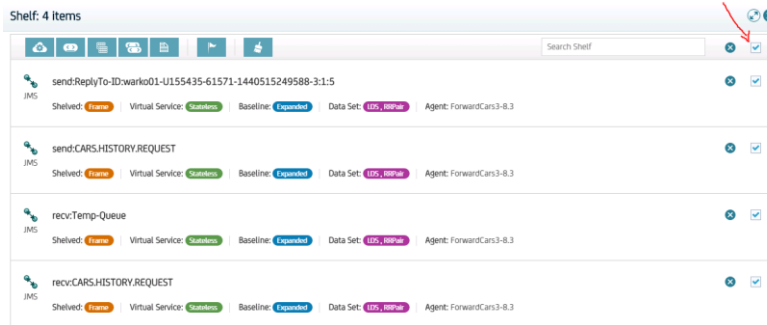 Shelf: 4 items
Search Shelf
send:ReplyTo-ID:warko01-U155435-61571-1440515249588-3:1:5
JMS
Shelved: Frame Virtual Service: Stateless Baseline: Expanded Data Set: LDS , RRPair Agent: ForwardCars3-8.3
send:CARS.HISTORY.REQUEST
JMS
Shelved: Frame Virtual Service: Stateless Baseline: Expanded Data Set: LDS , RRPair Agent: ForwardCars3-8.3
recv:Temp-Queue
JMS
Shelved: Frame Virtual Service: Stateless Baseline: Expanded Data Set: LDS , RRPair Agent: ForwardCars3-8.3
recv:CARS.HISTORY.REQUEST
JMS
Shelved: Frame Virtual Service: Stateless Baseline: Expanded Data Set: LDS , RRPair Agent: ForwardCars3-8.3